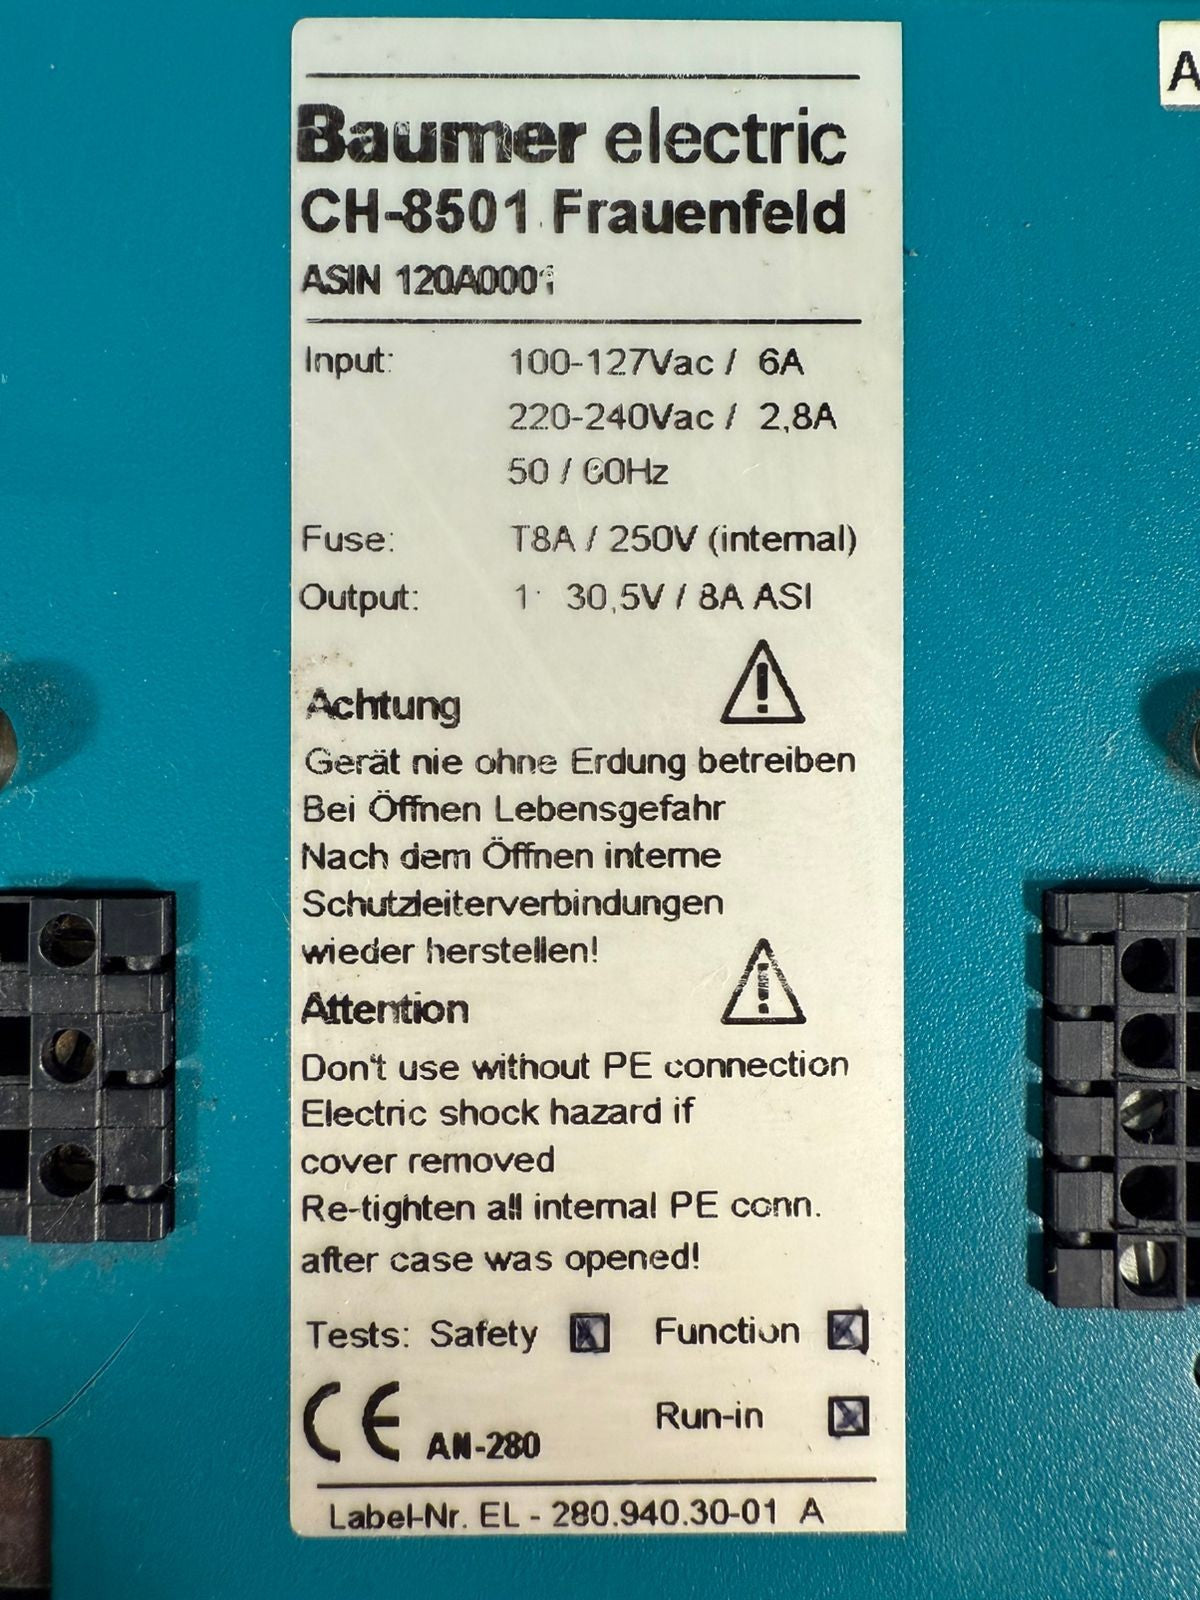 A
Baumer electric
CH-8501 Frauenfeld
ASIN
Input: 100-127Vac / 6A
220-240Vac / 2,8A
50 / 60Hz
Fuse: T8A / 250V (internal)
Output: 1: 30,5V / 8A ASI
Achtung
Gerät nie ohne Erdung betreiben
Bei Öffnen Lebensgefahr
Nach dem Öffnen interne
Schutzleiterverbindungen
wieder herstellen!
Attention
Don't use without PE connection
Electric shock hazard if
cover removed
Re-tighten all internal PE conn.
after case was opened!
Tests: Safety Function
Run-in
CE AN-280
Label-Nr. EL - 280.940.30-01 A